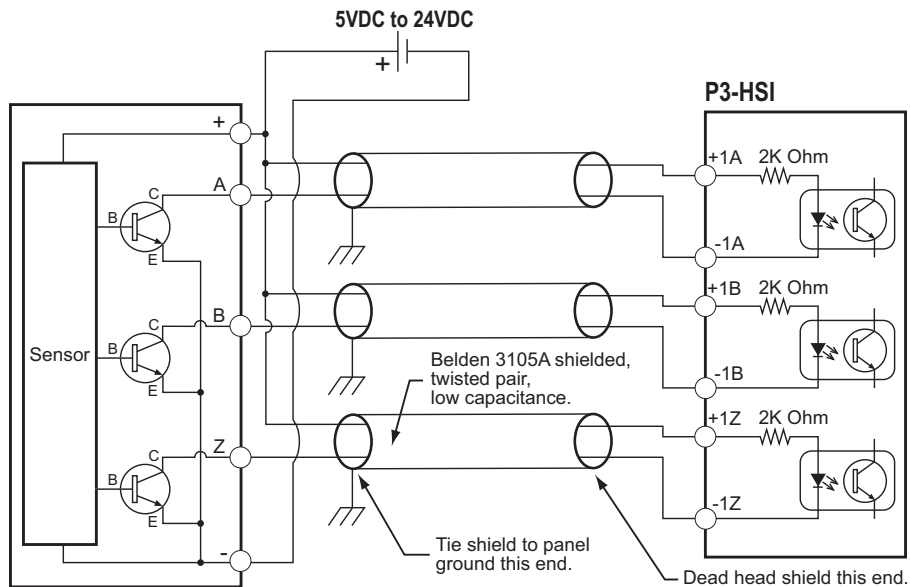 5VDC to 24VDC
+
P3-HSI
+
+1A 2K Ohm
C
A
B
E
-1A
+1B 2K Ohm
C
B
Sensor
B
E
-1B
Belden 3105A shielded,
twisted pair,
low capacitance.
+1Z 2K Ohm
C
Z
B
E
-1Z
-
Tie shield to panel
ground this end.
Dead head shield this end.